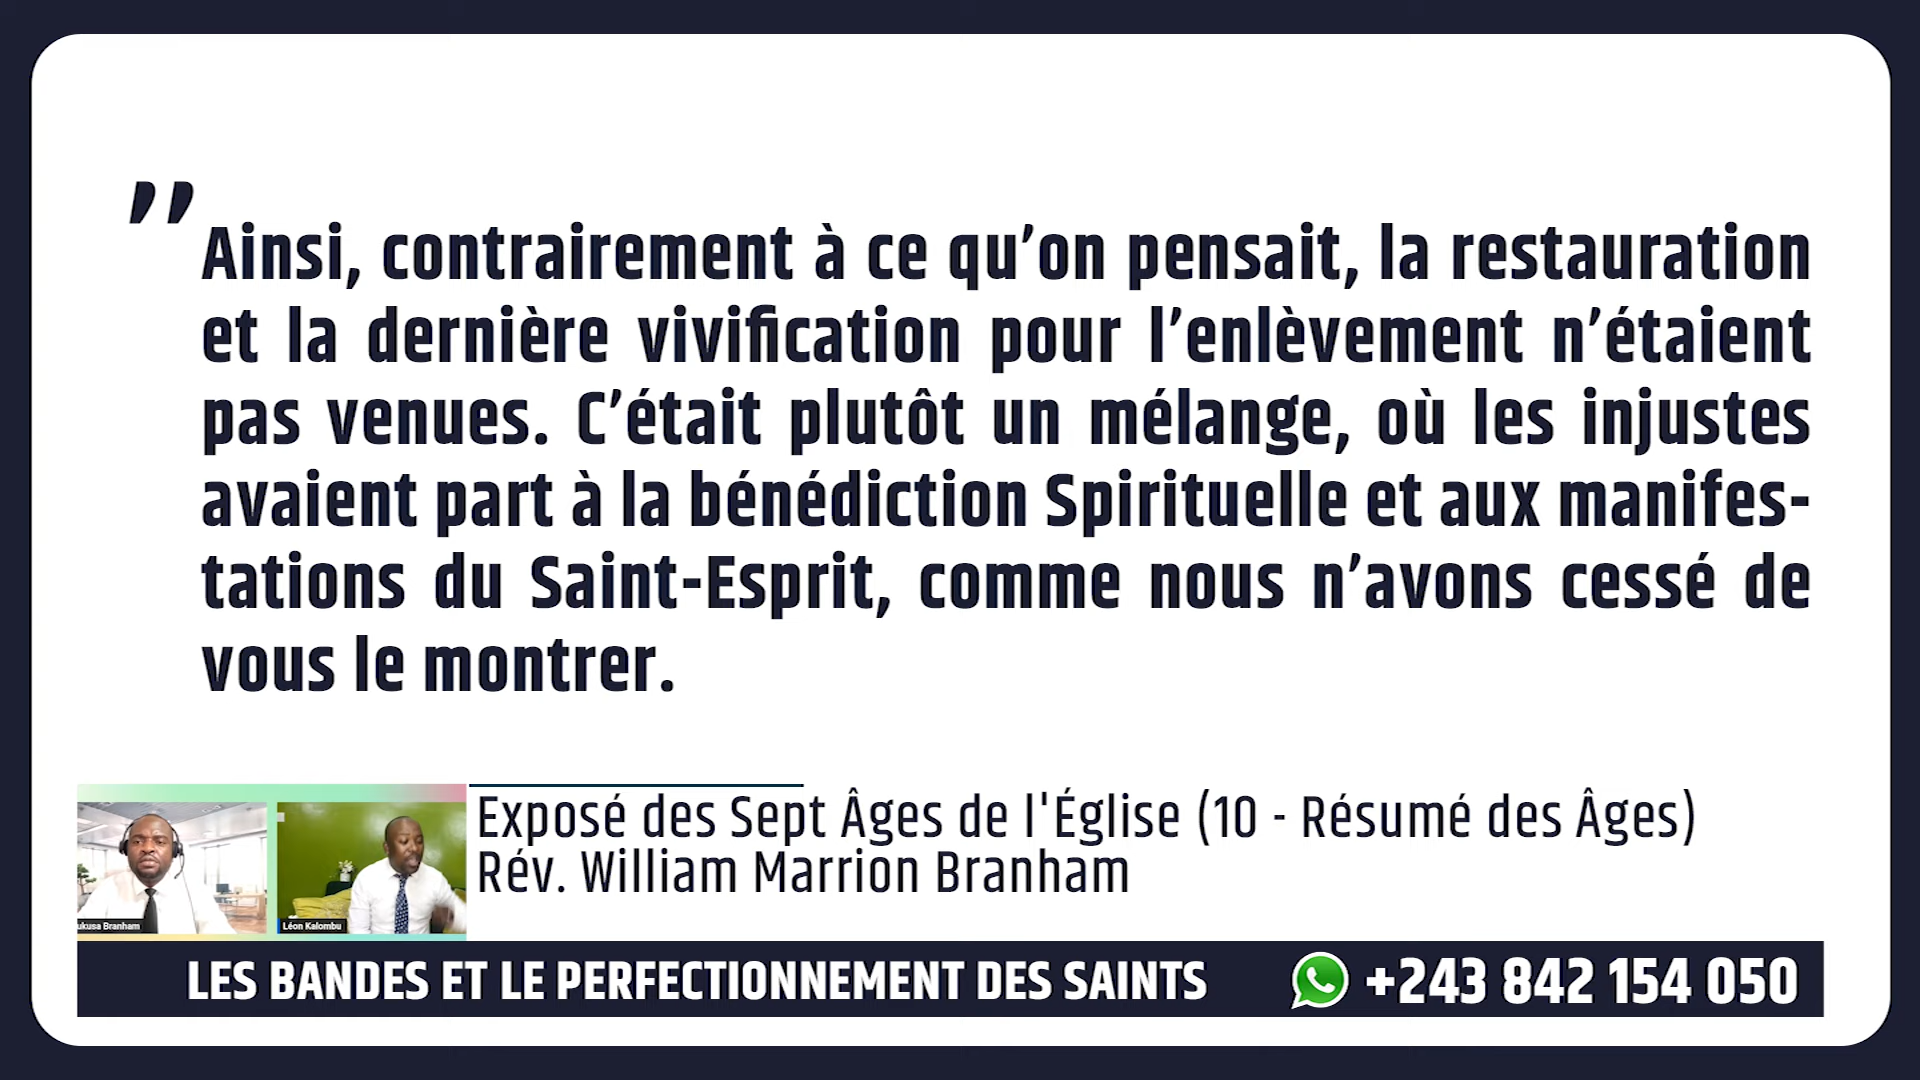 ”
Ainsi, contrairement à ce qu’on pensait, la restauration
et la dernière vivification pour l’enlèvement n’étaient
pas venues. C’était plutôt un mélange, où les injustes
avaient part à la bénédiction Spirituelle et aux manifes-
tations du Saint-Esprit, comme nous n’avons cessé de
vous le montrer.
Exposé des Sept Âges de l'Église (10 - Résumé des Âges)
Rév. William Marrion Branham
ukusa Branham
Léon Kalombu
LES BANDES ET LE PERFECTIONNEMENT DES SAINTS
+243 842 154 050